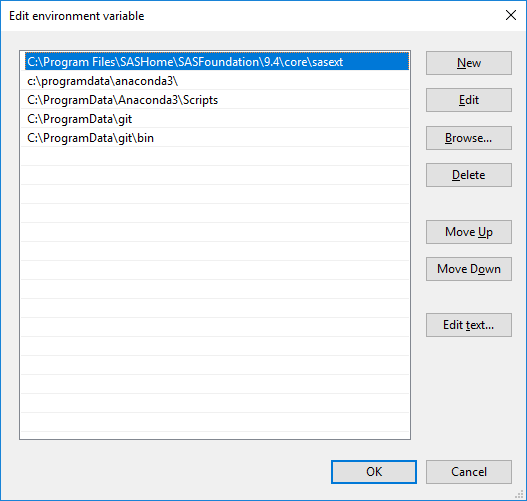 Edit environment variable
C:\Program Files\SASHome\SASFoundation\9.4\core\sasext
c:\programdata\anaconda3\
C:\ProgramData\Anaconda3\Scripts
C:\ProgramData\git
C:\ProgramData\git\bin
New
Edit
Browse...
Delete
Move Up
Move Down
Edit text...
OK
Cancel